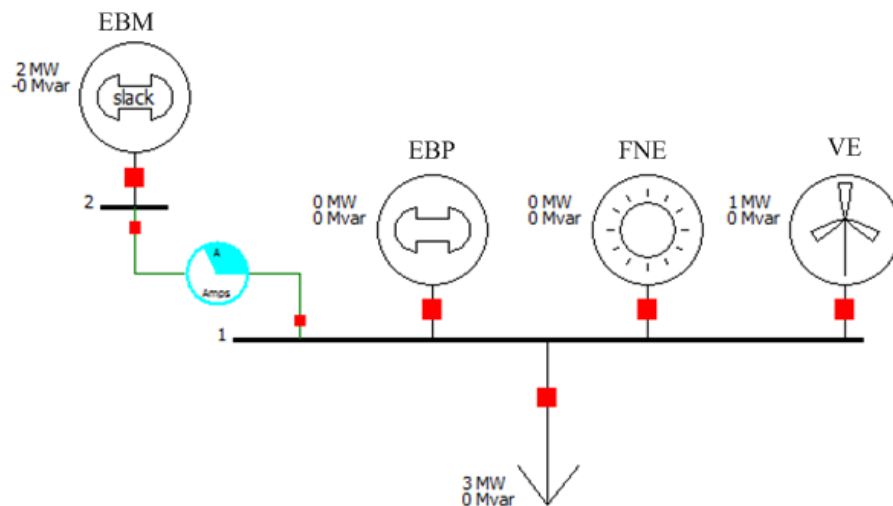 EBM
2 MW
-0 Mvar
slack
EBP
FNE
VE
0 MW
0 Mvar
0 MW
0 Mvar
1 MW
0 Mvar
2
A
Amps
1
3 MW
0 Mvar